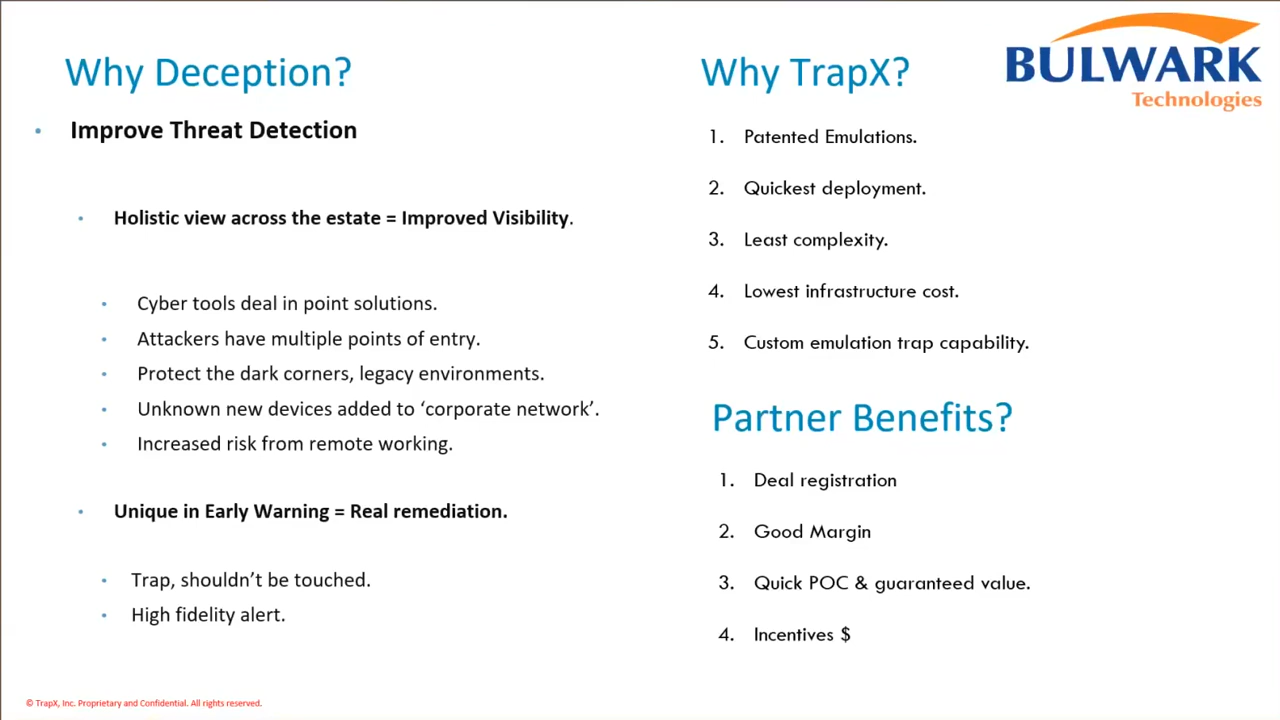 Why Deception?
• Improve Threat Detection
• Holistic view across the estate = Improved Visibility.
• Cyber tools deal in point solutions.
• Attackers have multiple points of entry.
• Protect the dark corners, legacy environments.
• Unknown new devices added to ‘corporate network’.
• Increased risk from remote working.
• Unique in Early Warning = Real remediation.
• Trap, shouldn’t be touched.
• High fidelity alert.
Why TrapX?
1. Patented Emulations.
2. Quickest deployment.
3. Least complexity.
4. Lowest infrastructure cost.
5. Custom emulation trap capability.
Partner Benefits?
1. Deal registration
2. Good Margin
3. Quick POC & guaranteed value.
4. Incentives $
BULWARK
Technologies
© TrapX, Inc. Proprietary and Confidential. All rights reserved.